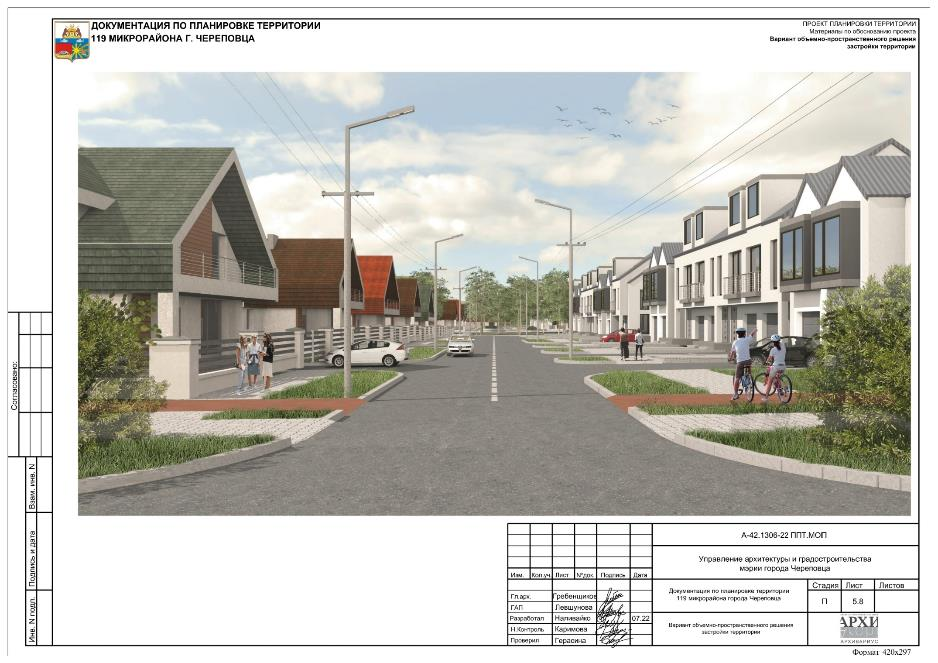 ДОКУМЕНТАЦИЯ ПО ПЛАНИРОВКЕ ТЕРРИТОРИИ
119 МИКРОРАЙОНА Г. ЧЕРЕПОВЦА
ПРОЕКТ ПЛАНИРОВКИ ТЕРРИТОРИИ
Материалы по обоснованию проекта
Вариант объемно-пространственного решения
застройки территории
Согласовано:
Взам. инв. N
Подпись и дата
Инв. N подл.
А-42.1306-22 ППТ.МОП
Управление архитектуры и градостроительства
мэрии города Череповца
Изм. Кол.уч. Лист N°док. Подпись Дата
Гл.арх. Гребенщиков
ГАП Левшунова
Разработал Наливайко 07.22
Н.Контроль Каримова
Проверил Герасина
Документация по планировке территории
119 микрорайона города Череповца
Стадия Лист Листов
П 5.8
Вариант объемно-пространственного решения
застройки территории
АРХИ
АРХИВАРИУС
Формат 420x297